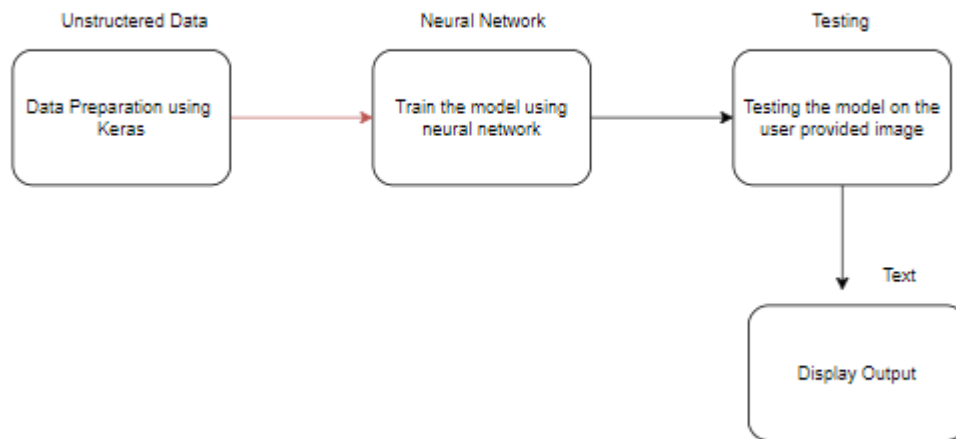 Unstructered Data
Neural Network
Testing
Data Preparation using
Keras
Train the model using
neural network
Testing the model on the
user provided image
Text
Display Output